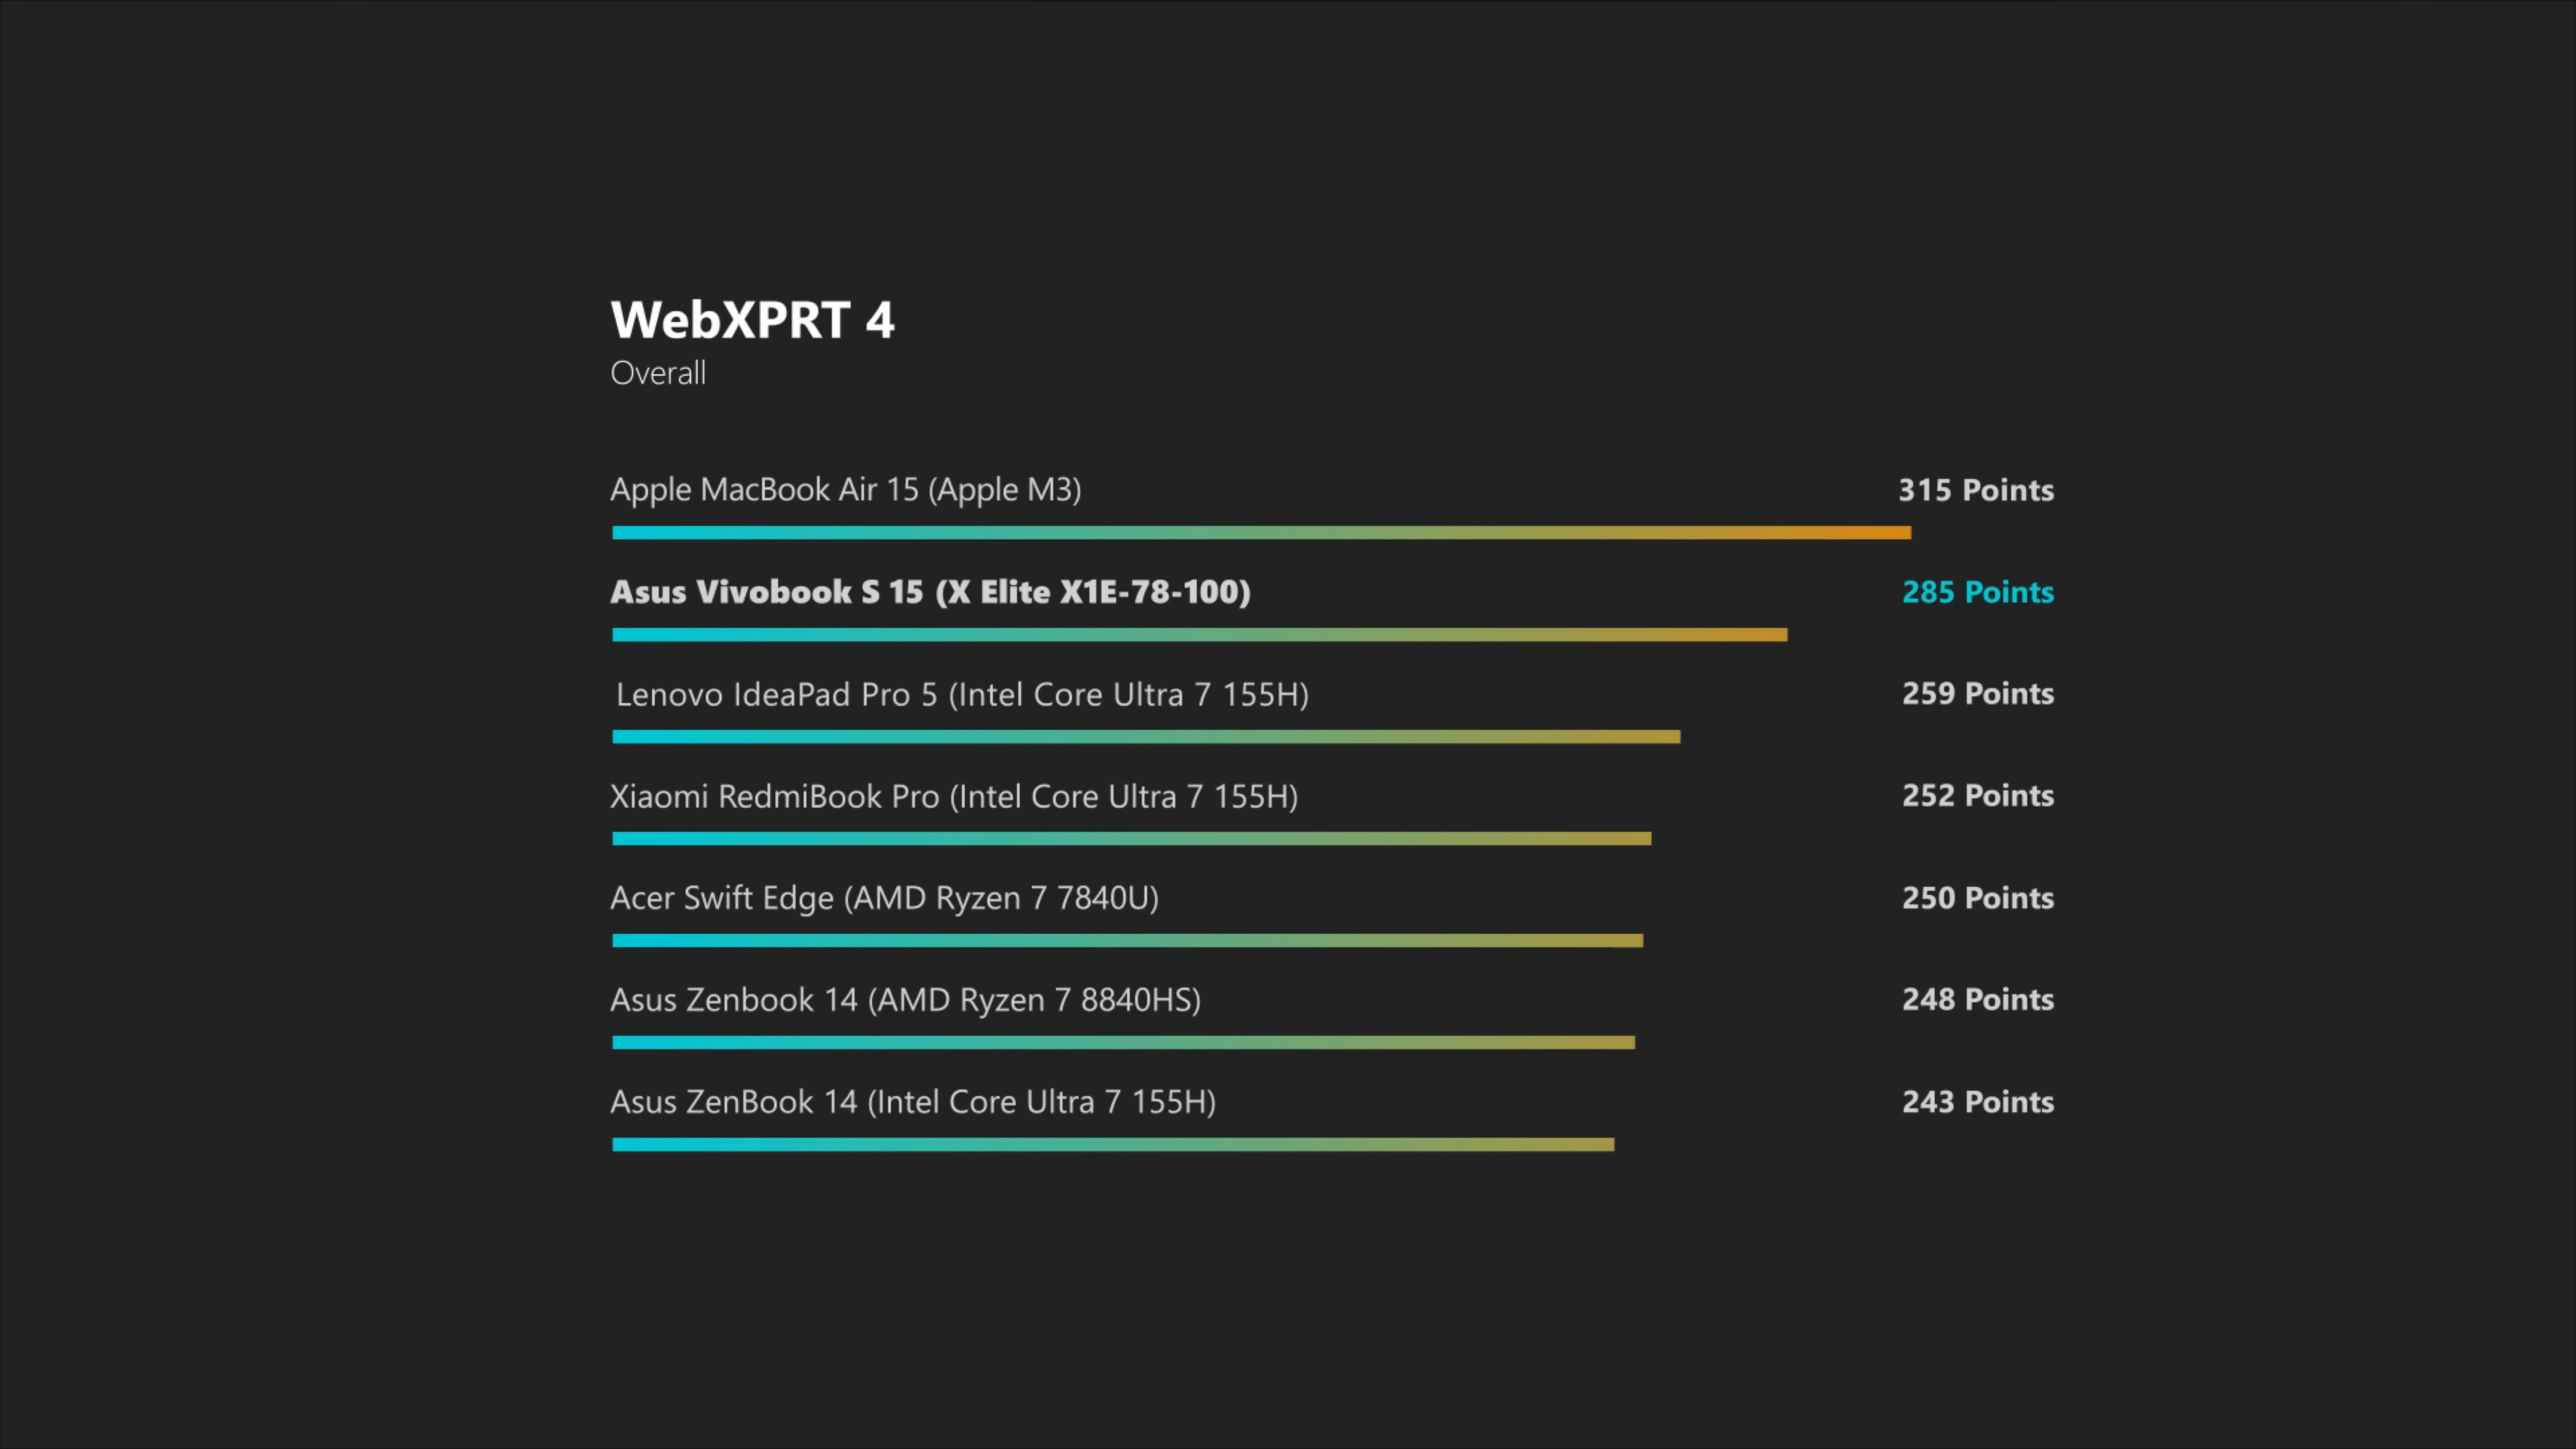 WebXPRT 4
Overall
Apple MacBook Air 15 (Apple M3) 315 Points
Asus Vivobook S 15 (X Elite X1E-78-100) 285 Points
Lenovo IdeaPad Pro 5 (Intel Core Ultra 7 155H) 259 Points
Xiaomi RedmiBook Pro (Intel Core Ultra 7 155H) 252 Points
Acer Swift Edge (AMD Ryzen 7 7840U) 250 Points
Asus Zenbook 14 (AMD Ryzen 7 8840HS) 248 Points
Asus ZenBook 14 (Intel Core Ultra 7 155H) 243 Points